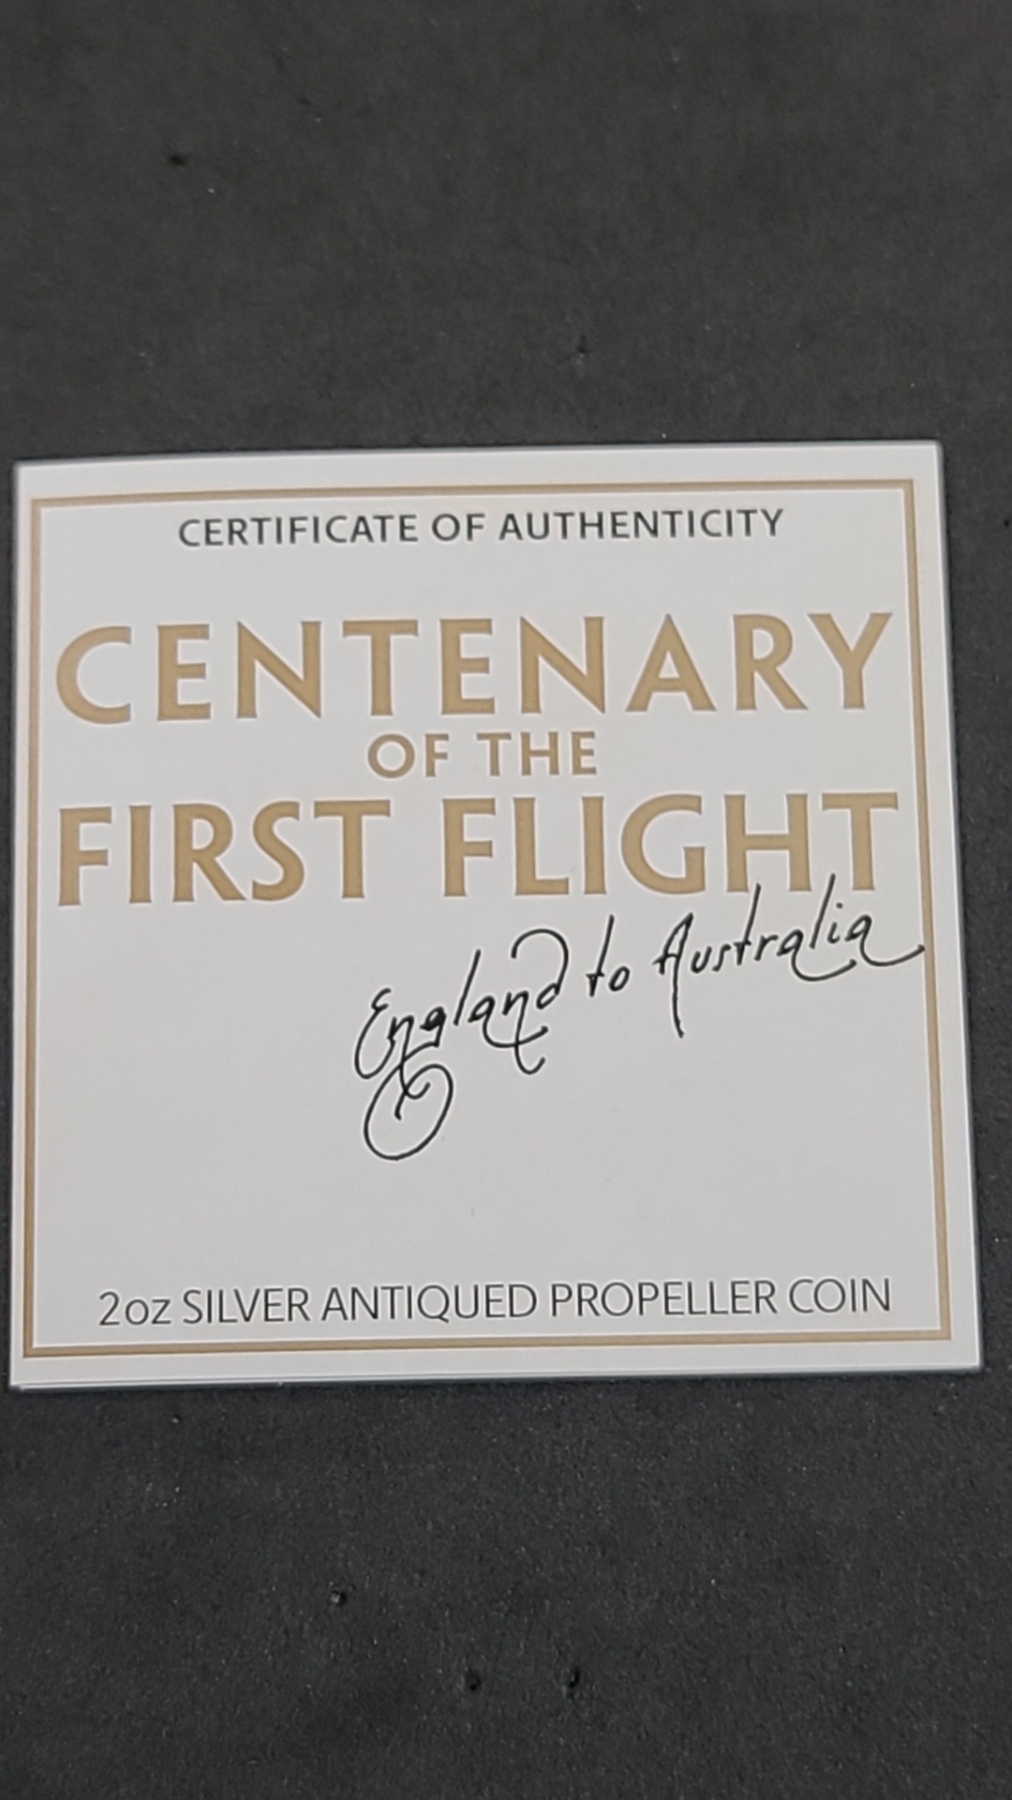 CERTIFICATE OF AUTHENTICITY
CENTENARY
OF THE
FIRST FLIGHT
England to Australia
2oz SILVER ANTIQUED PROPELLER COIN